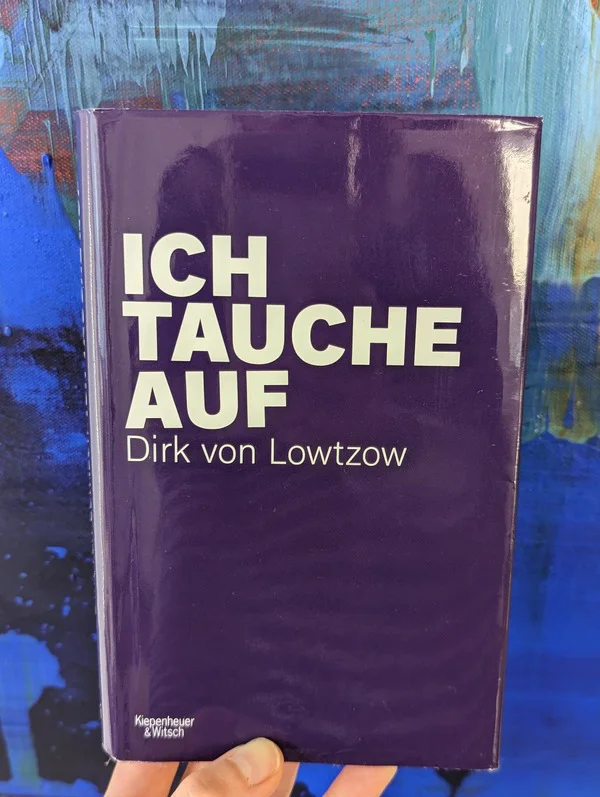 ICH
TAUCHE
AUF
Dirk von Lowtzow
Kiepenheuer
&Witsch